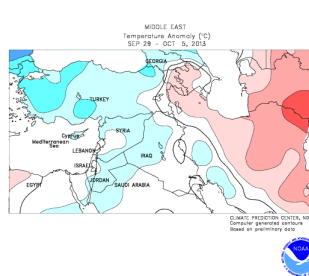 MIDDLE EAST
Temperature Anomaly (°C)
SEP 29 - OCT 5, 2013
GEORGIA
TURKEY
Cyprus
SYRIA
Mediterranean
Sea
LEBANON
IRAQ
ISRAEL
JORDAN
EGYPT
SAUDI ARABIA
CLIMATE PREDICTION CENTER, NO
Computer generated contours
Based on preliminary data
NOAA